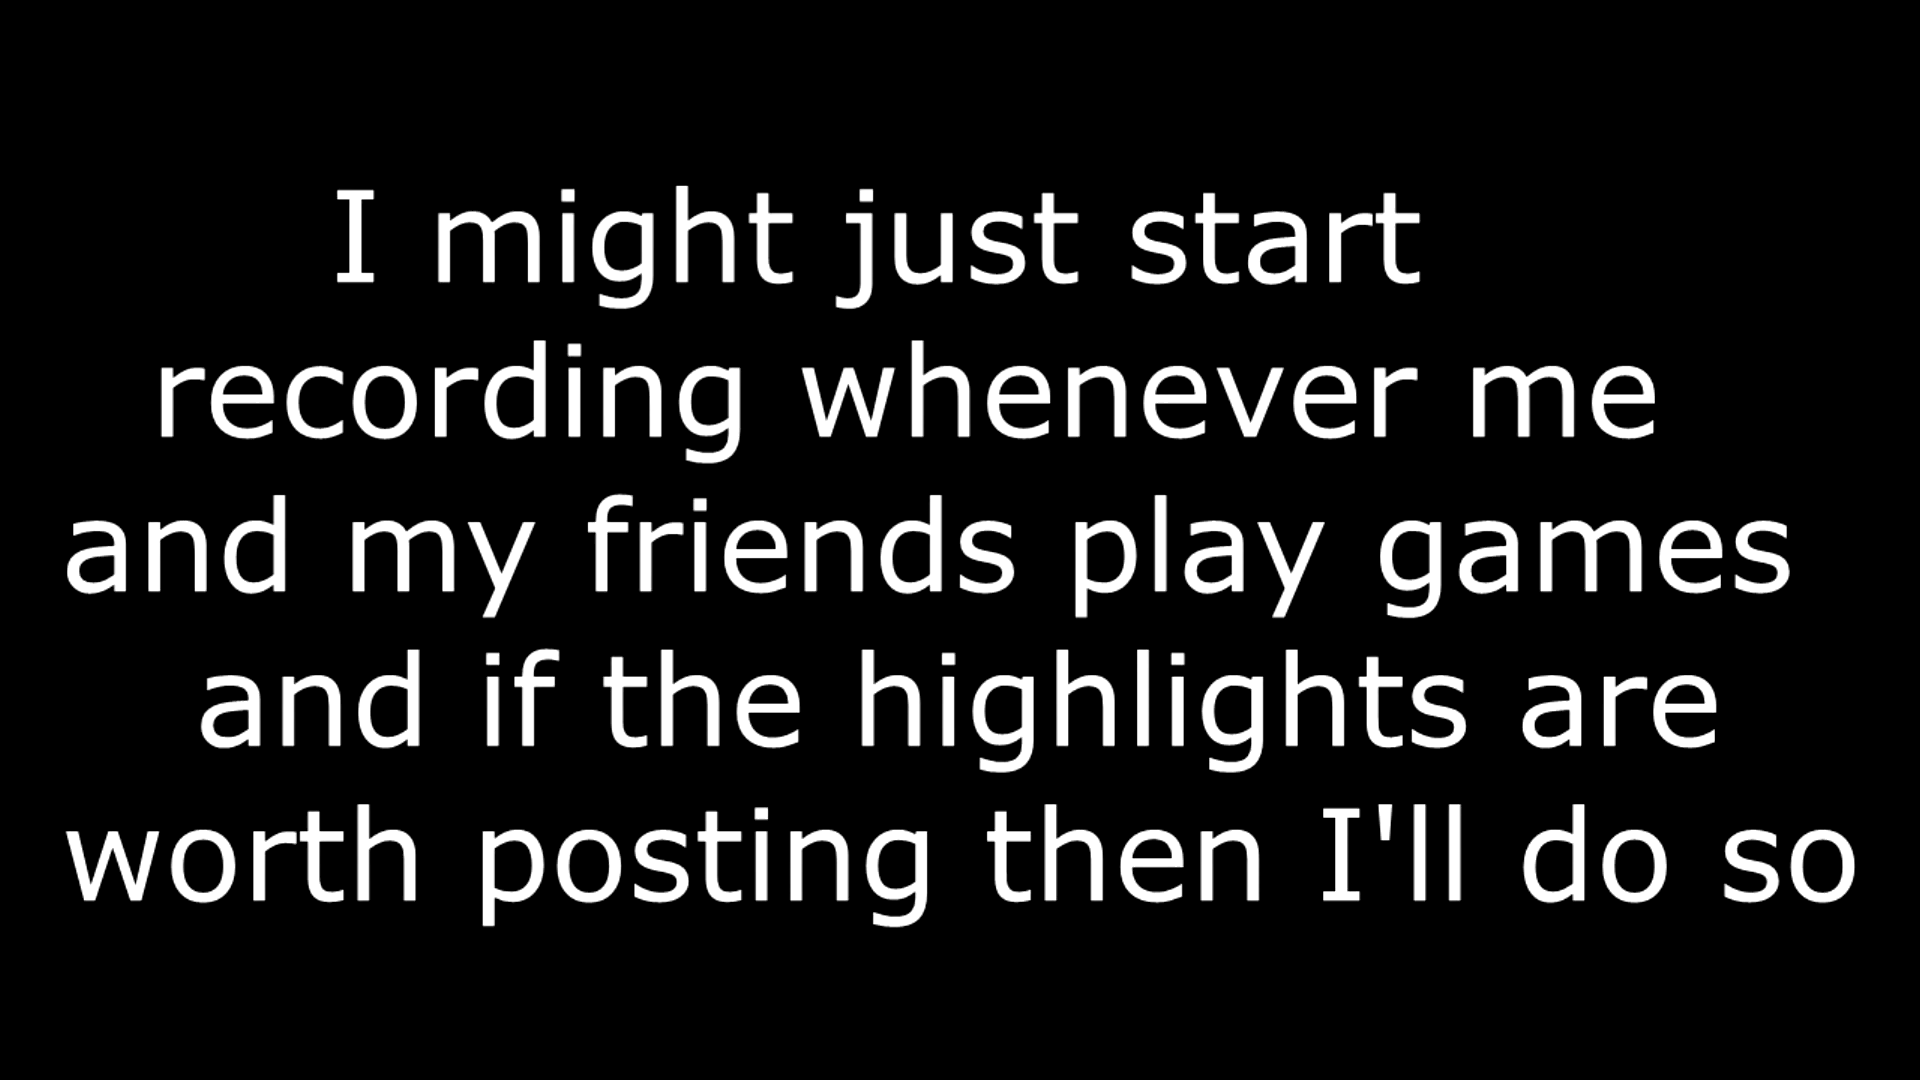 I might just start
recording whenever me
and my friends play games
and if the highlights are
worth posting then I'll do so